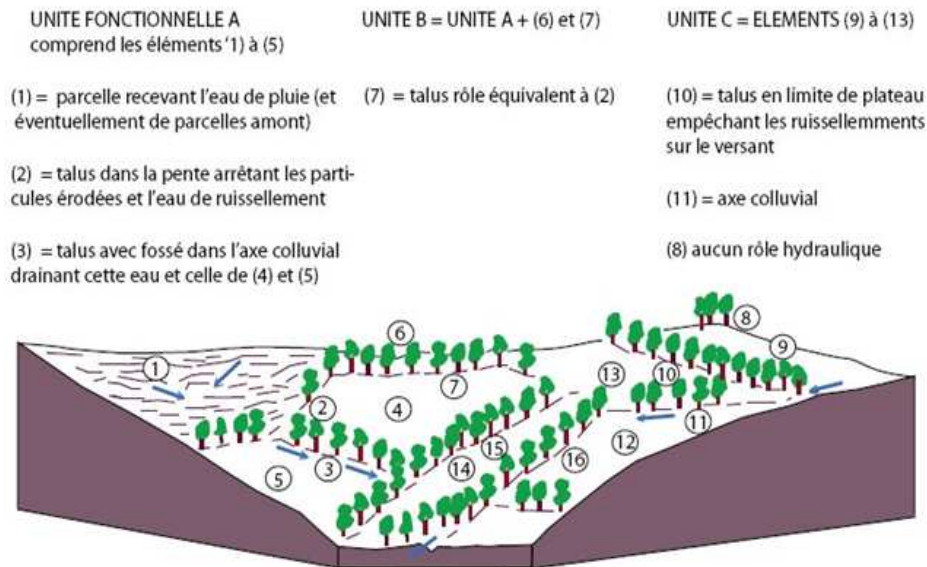 UNITE FONCTIONNELLE A
comprend les éléments '1) à (5)
UNITE B = UNITE A + (6) et (7)
UNITE C = ELEMENTS (9) à (13)
(1) = parcelle recevant l'eau de pluie (et
éventuellement de parcelles amont)
(2) = talus dans la pente arrêtant les parti-
cules érodées et l'eau de ruissellement
(3) = talus avec fossé dans l'axe colluvial
drainant cette eau et celle de (4) et (5)
(7) = talus rôle équivalent à (2)
(10) = talus en limite de plateau
empêchant les ruissellemments
sur le versant
(11) = axe colluvial
(8) aucun rôle hydraulique
8
6
1
9
7
13
10
2
4
11
15
12
3
14
16
5